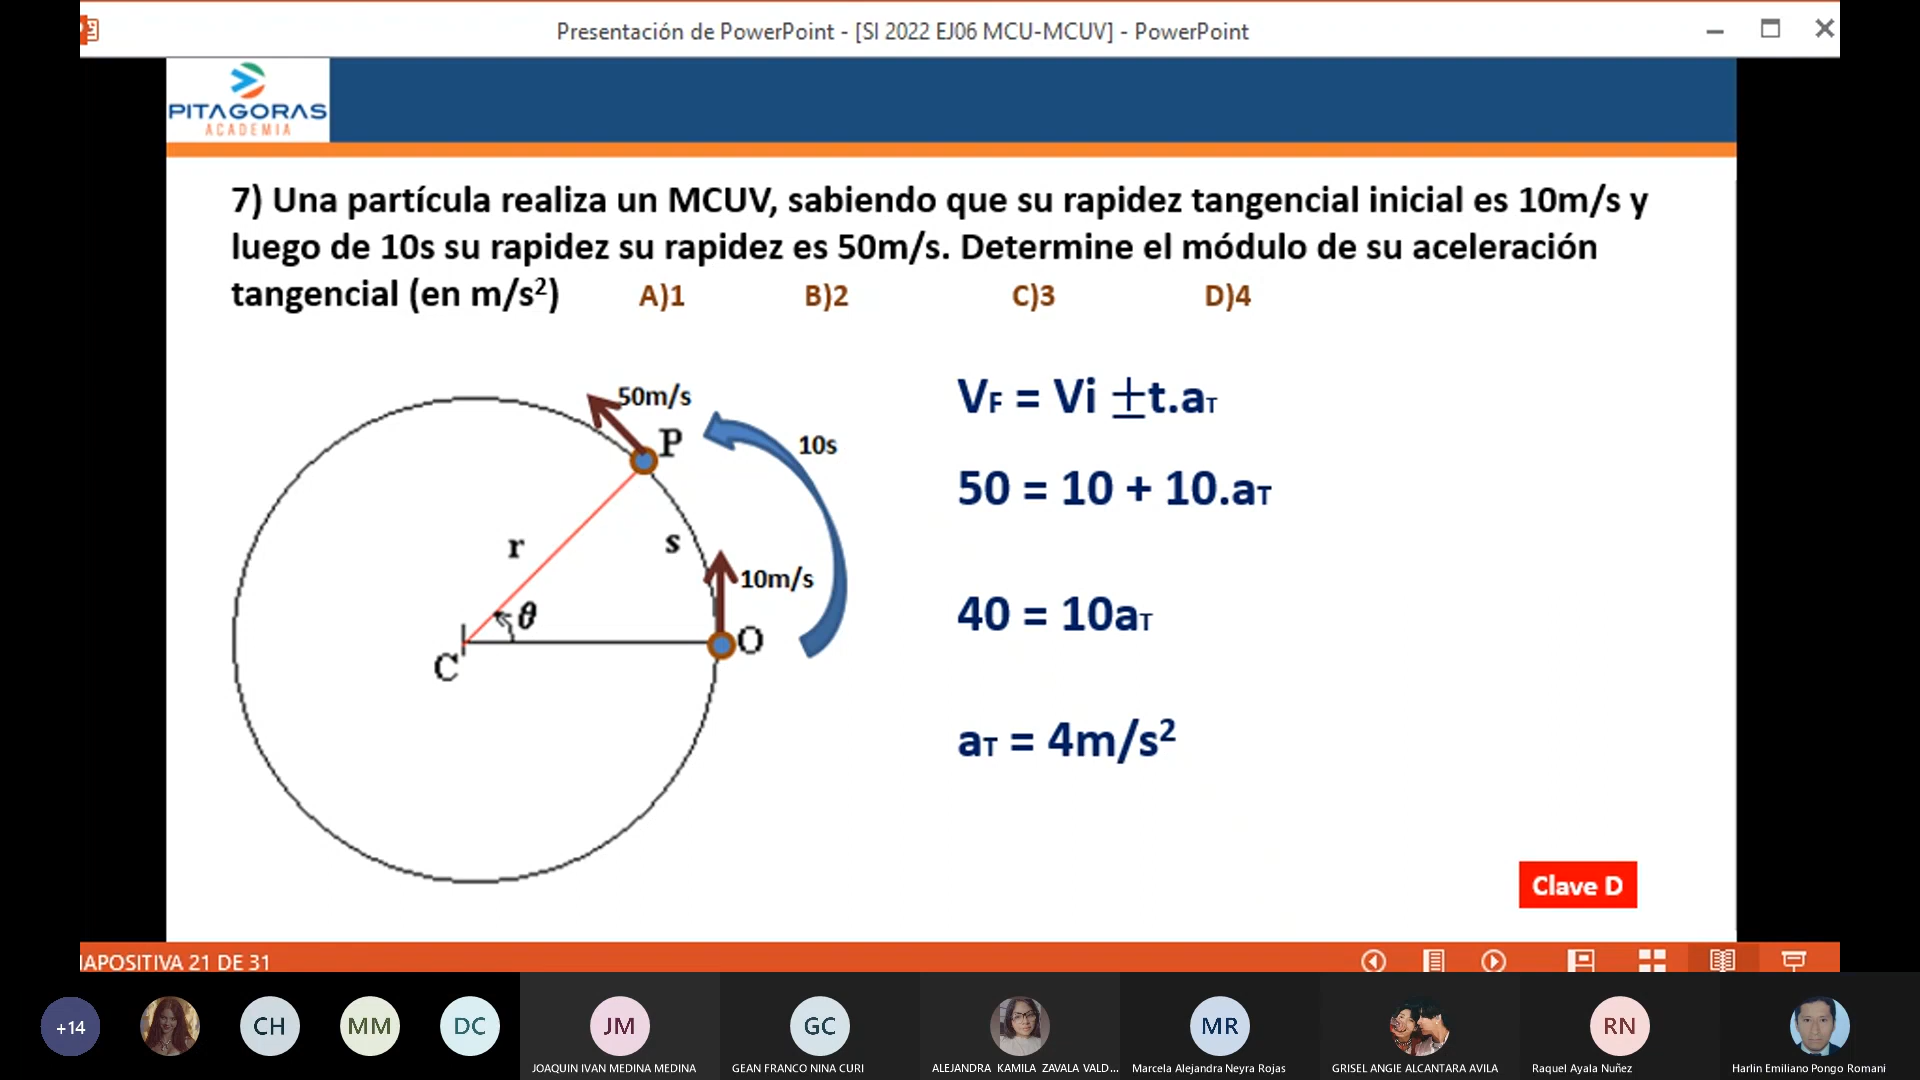 Presentación de PowerPoint - [SI 2022 EJ06 MCU-MCUV] - PowerPoint
PITAGORAS
ACADEMIA
7) Una partícula realiza un MCUV, sabiendo que su rapidez tangencial inicial es 10m/s y
luego de 10s su rapidez su rapidez es 50m/s. Determine el módulo de su aceleración
tangencial (en m/s²) A)1 B)2 C)3 D)4
50m/s
P
10s
r
s
10m/s
θ
C
O
VF = Vi ±t.aT
50 = 10 + 10.aT
40 = 10aT
aT = 4m/s²
Clave D
IAPOSITIVA 21 DE 31
+14
CH
MM
DC
JM
GC
MR
RN
JOAQUIN IVAN MEDINA MEDINA
GEAN FRANCO NINA CURI
ALEJANDRA KAMILA ZAVALA VALD...
Marcela Alejandra Neyra Rojas
GRISEL ANGIE ALCANTARA AVILA
Raquel Ayala Nuñez
Harlin Emiliano Pongo Romani